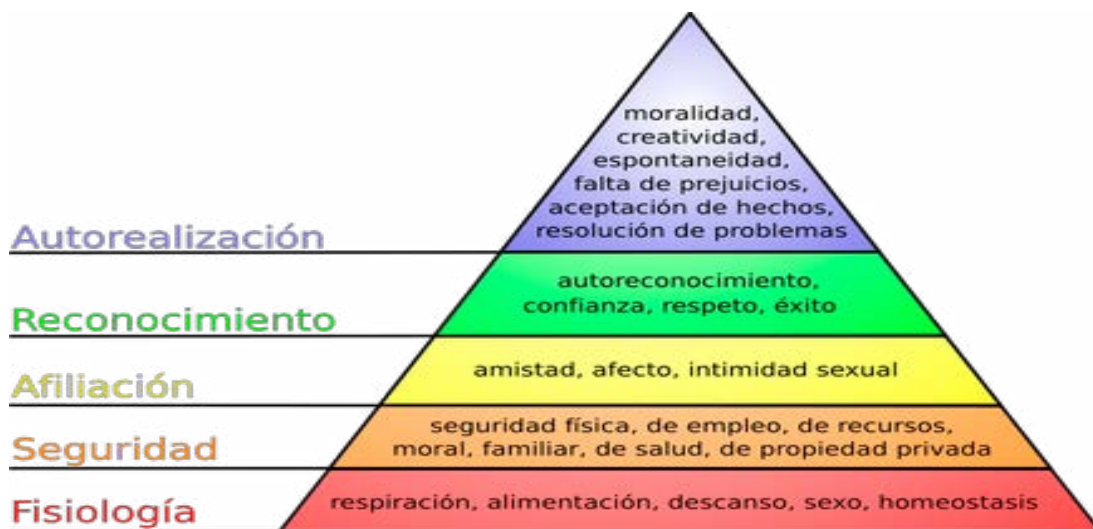 moralidad,
creatividad,
espontaneidad,
falta de prejuicios,
aceptación de hechos,
resolución de problemas
Autorealización
autoreconocimiento,
confianza, respeto, éxito
Reconocimiento
amistad, afecto, intimidad sexual
Afiliación
seguridad física, de empleo, de recursos,
moral, familiar, de salud, de propiedad privada
Seguridad
respiración, alimentación, descanso, sexo, homeostasis
Fisiología